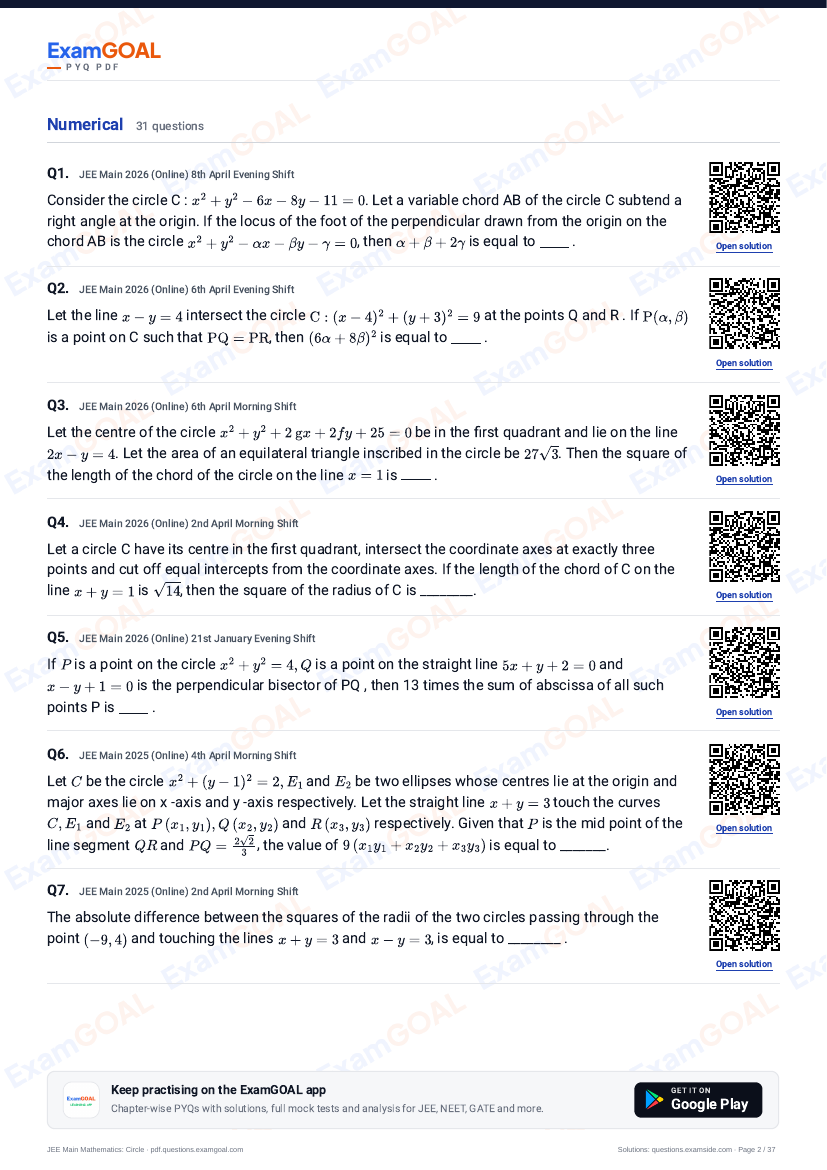 ExamGOAL
PYQ PDF
Numerical 31 questions
Q1. JEE Main 2026 (Online) 8th April Evening Shift
Consider the circle C : x² + y² − 6x − 8y − 11 = 0. Let a variable chord AB of the circle C subtend a
right angle at the origin. If the locus of the foot of the perpendicular drawn from the origin on the
chord AB is the circle x² + y² − αx − βy − γ = 0, then α + β + 2γ is equal to ____ .
Open solution
Q2. JEE Main 2026 (Online) 6th April Evening Shift
Let the line x − y = 4 intersect the circle C : (x − 4)² + (y + 3)² = 9 at the points Q and R . If P(α, β)
is a point on C such that PQ = PR, then (6α + 8β)² is equal to ____ .
Open solution
Q3. JEE Main 2026 (Online) 6th April Morning Shift
Let the centre of the circle x² + y² + 2 gx + 2fy + 25 = 0 be in the first quadrant and lie on the line
2x − y = 4. Let the area of an equilateral triangle inscribed in the circle be 27√3. Then the square of
the length of the chord of the circle on the line x = 1 is ____ .
Open solution
Q4. JEE Main 2026 (Online) 2nd April Morning Shift
Let a circle C have its centre in the first quadrant, intersect the coordinate axes at exactly three
points and cut off equal intercepts from the coordinate axes. If the length of the chord of C on the
line x + y = 1 is √14, then the square of the radius of C is _______.
Open solution
Q5. JEE Main 2026 (Online) 21st January Evening Shift
If P is a point on the circle x² + y² = 4, Q is a point on the straight line 5x + y + 2 = 0 and
x − y + 1 = 0 is the perpendicular bisector of PQ , then 13 times the sum of abscissa of all such
points P is ____ .
Open solution
Q6. JEE Main 2025 (Online) 4th April Morning Shift
Let C be the circle x² + (y − 1)² = 2, E₁ and E₂ be two ellipses whose centres lie at the origin and
major axes lie on x -axis and y -axis respectively. Let the straight line x + y = 3 touch the curves
C, E₁ and E₂ at P (x₁, y₁), Q (x₂, y₂) and R (x₃, y₃) respectively. Given that P is the mid point of the
line segment QR and PQ = 2√2/3, the value of 9 (x₁y₁ + x₂y₂ + x₃y₃) is equal to ______.
Open solution
Q7. JEE Main 2025 (Online) 2nd April Morning Shift
The absolute difference between the squares of the radii of the two circles passing through the
point (−9, 4) and touching the lines x + y = 3 and x − y = 3, is equal to _______ .
Open solution
Keep practising on the ExamGOAL app
Chapter-wise PYQs with solutions, full mock tests and analysis for JEE, NEET, GATE and more.
GET IT ON
Google Play
JEE Main Mathematics: Circle · pdf.questions.examgoal.com
Solutions: questions.examside.com · Page 2 / 37